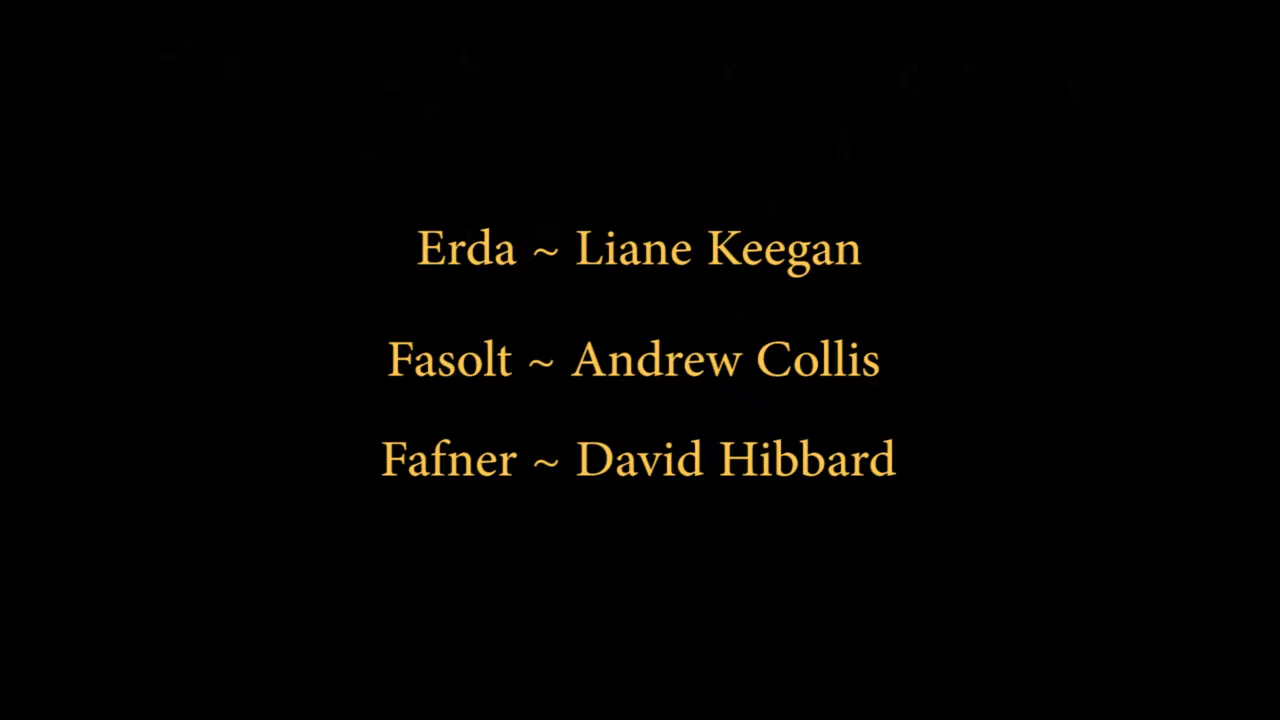 Erda ~ Liane Keegan
Fasolt ~ Andrew Collis
Fafner ~ David Hibbard